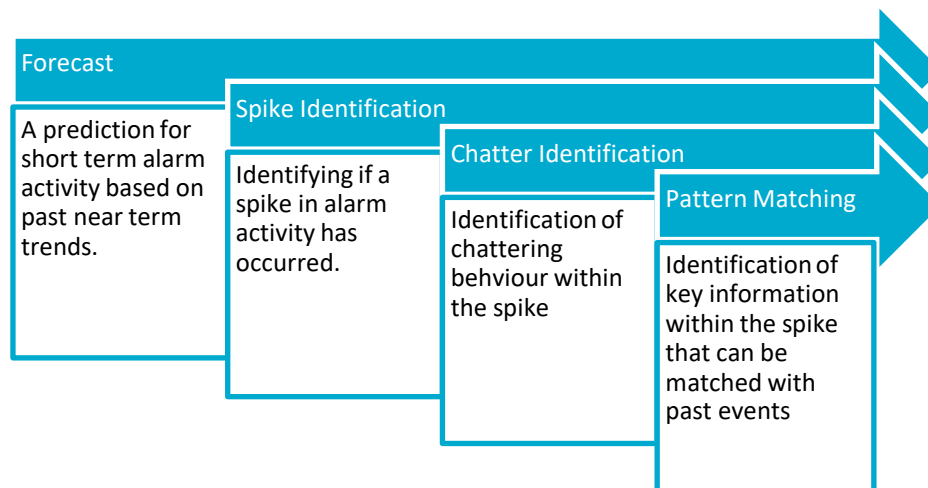 Forecast
A prediction for
short term alarm
activity based on
past near term
trends.
Spike Identification
Identifying if a
spike in alarm
activity has
occurred.
Chatter Identification
Identification of
chattering
behviour within
the spike
Pattern Matching
Identification of
key information
within the spike
that can be
matched with
past events